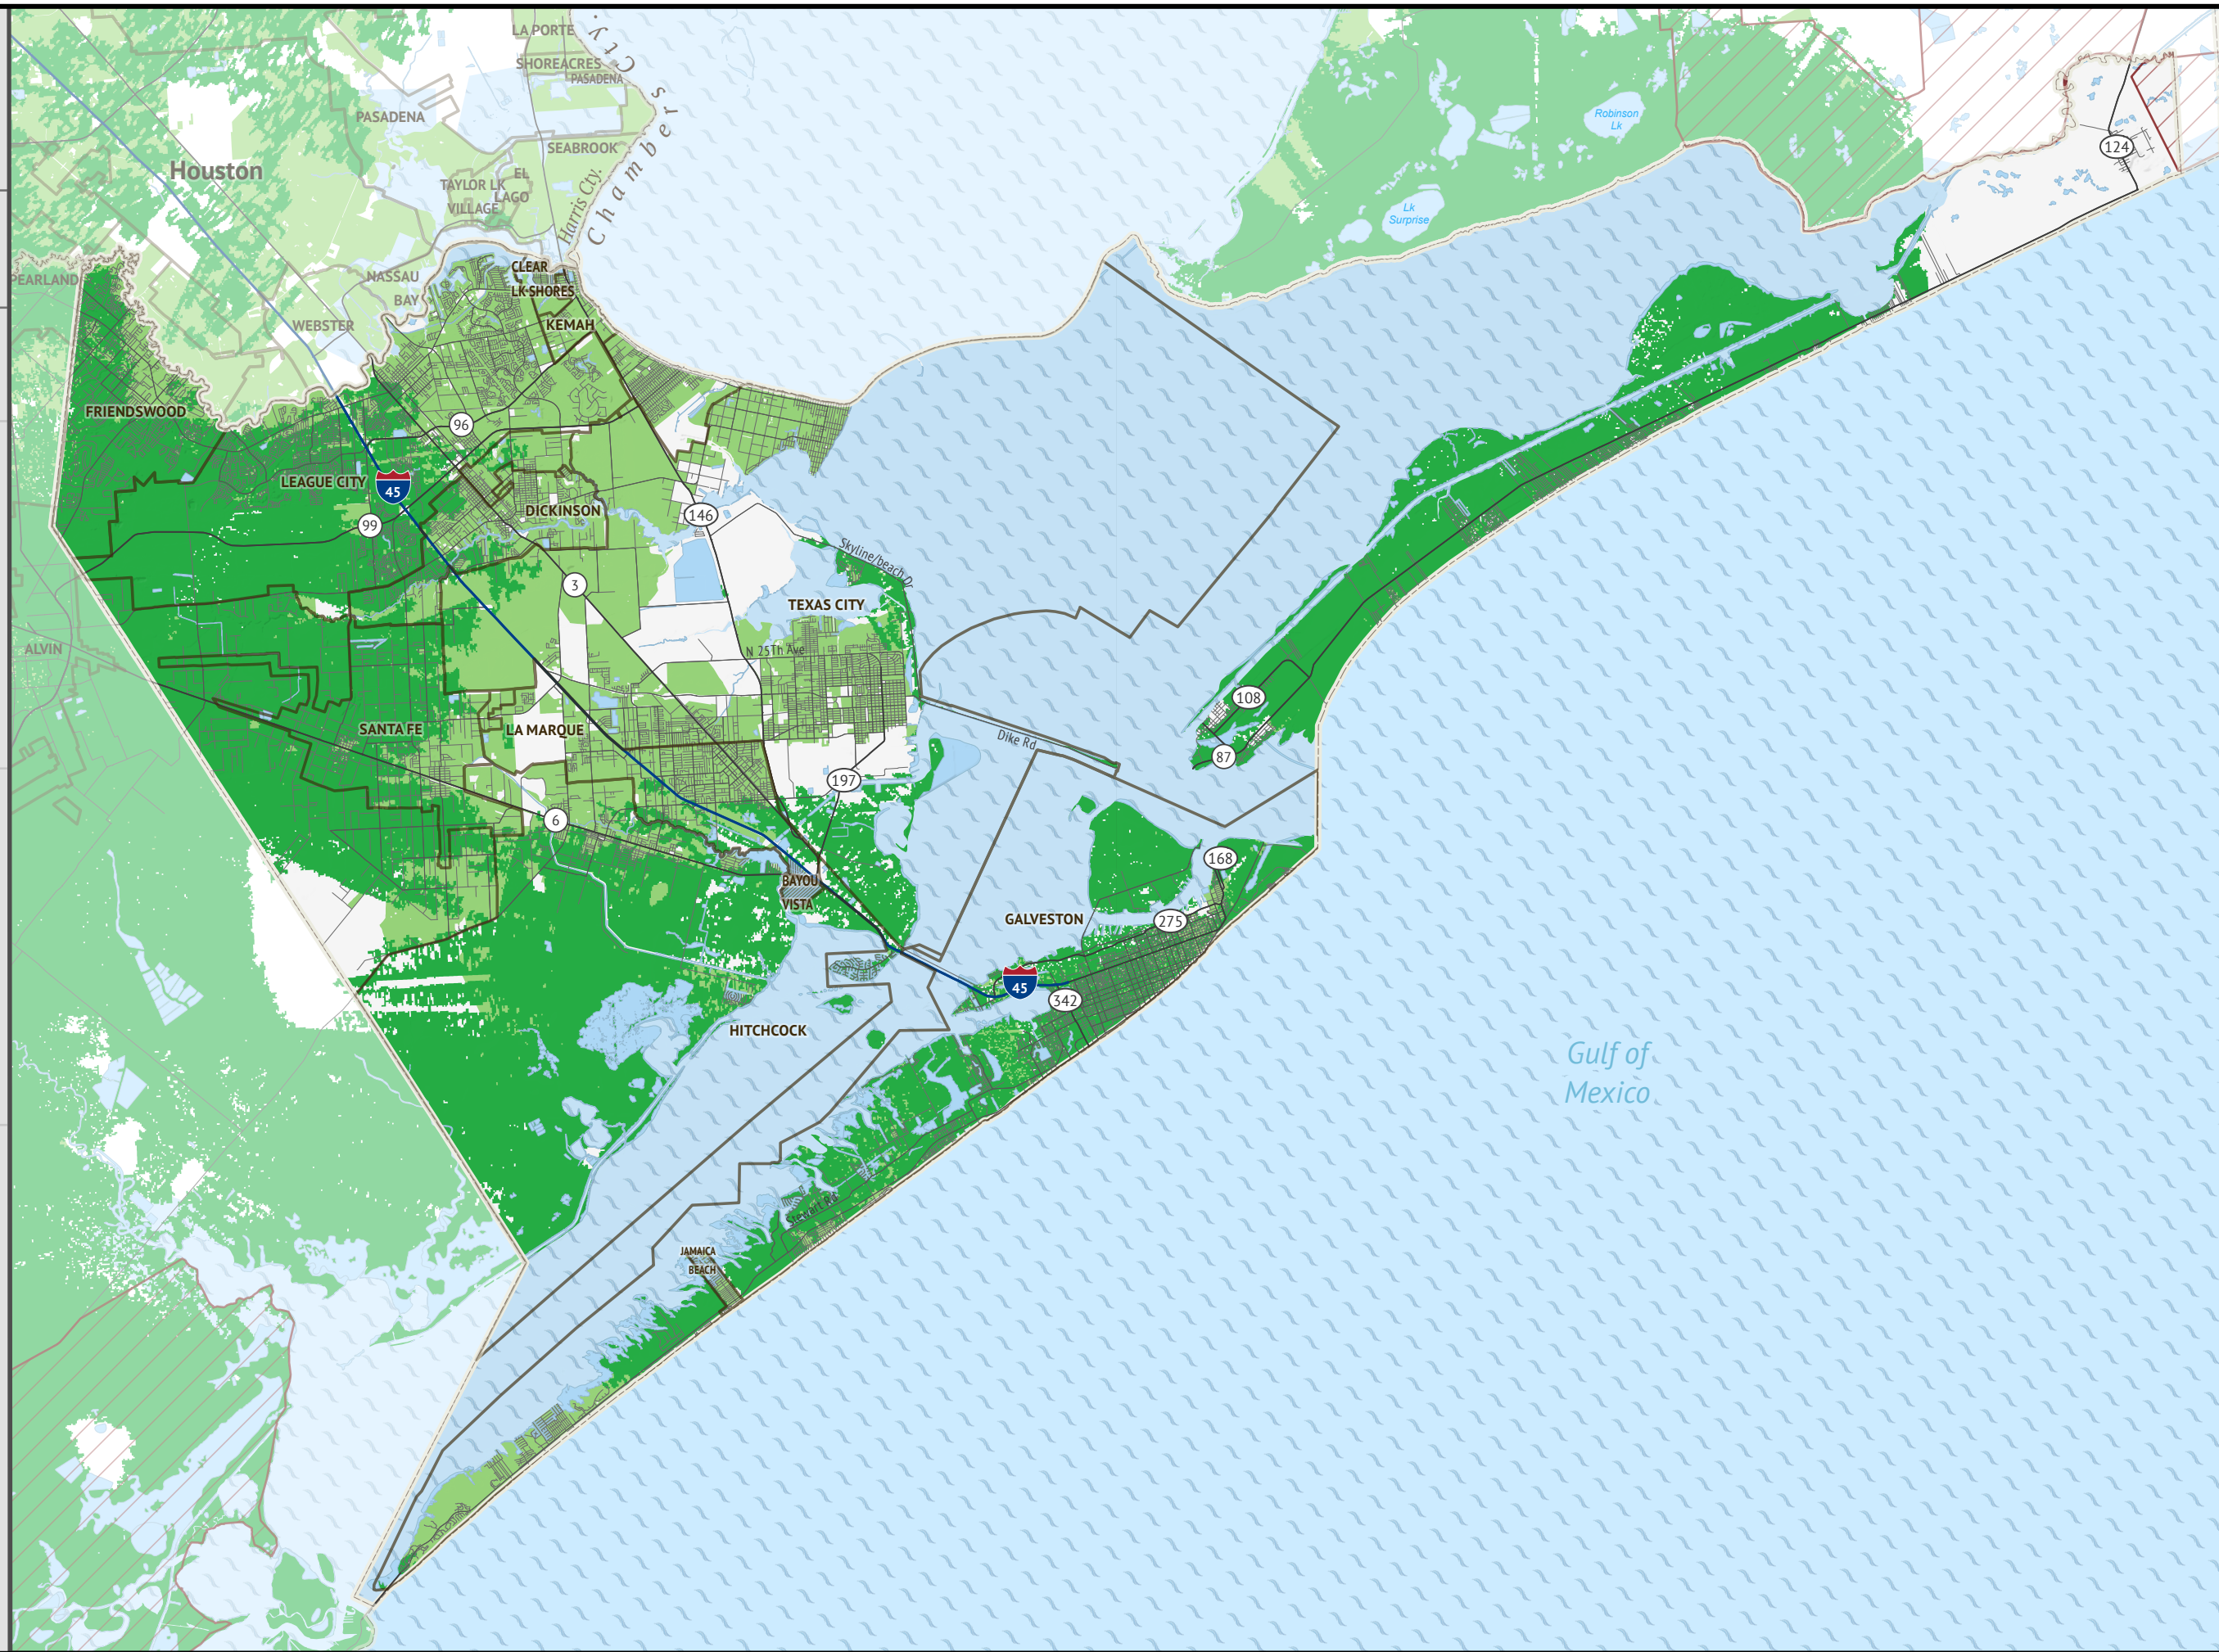 LA PORTE
SHOREACRES
PASADENA
Chambers Cty.
Harris Cty.
PASADENA
SEABROOK
Houston
EL
LAGO
TAYLOR LK
VILLAGE
Robinson
Lk
Lk
Surprise
124
PEARLAND
NASSAU
BAY
CLEAR
LK SHORES
WEBSTER
KEMAH
FRIENDSWOOD
96
LEAGUE CITY
45
99
DICKINSON
146
Skyline/beach Dr
3
TEXAS CITY
ALVIN
N 25Th Ave
108
SANTA FE
LA MARQUE
Dike Rd
87
197
6
168
BAYOU
VISTA
GALVESTON
275
45
342
HITCHCOCK
Gulf of
Mexico
Stewart Rd
JAMAICA
BEACH